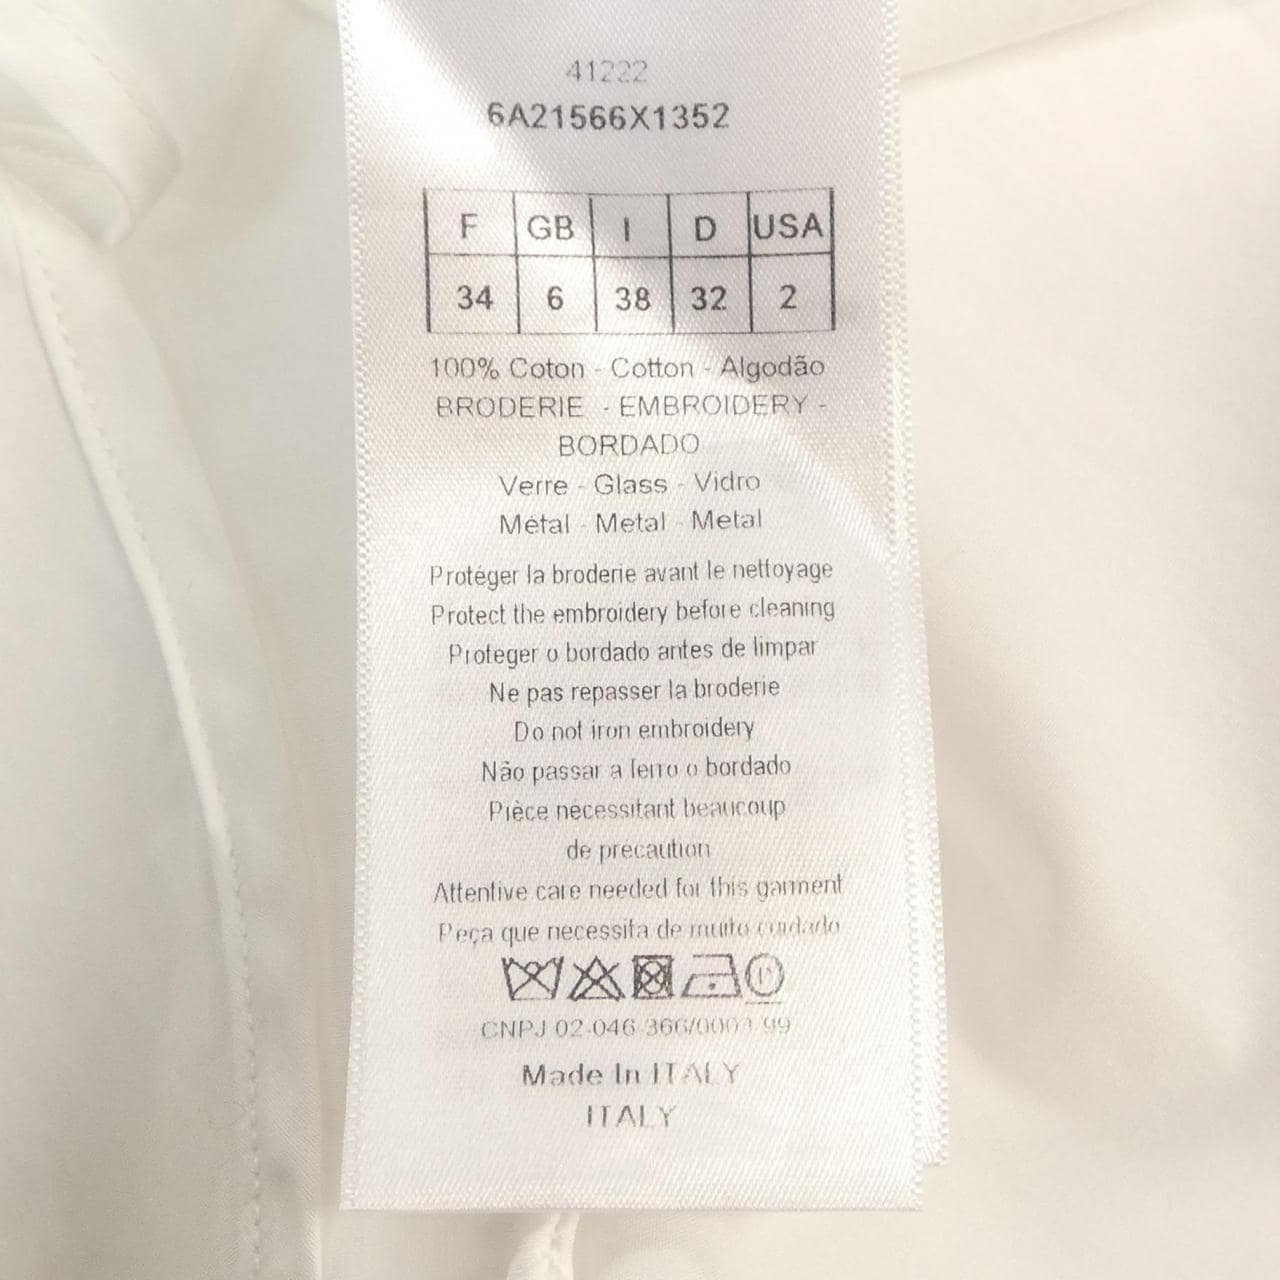 41222
6A21566X1352
F GB I D USA
34 6 38 32 2
100% Coton - Cotton - Algodão
BRODERIE - EMBROIDERY -
BORDADO
Verre - Glass - Vidro
Métal - Metal - Metal
Protéger la broderie avant le nettoyage
Protect the embroidery before cleaning
Proteger o bordado antes de limpar
Ne pas repasser la broderie
Do not iron embroidery
Não passar a ferro o bordado
Pièce nécessitant beaucoup
de precaution
Attentive care needed for this garment
Peça que necessita de muito cuidado
P
CNPJ 02-046-366/0001-99
Made In ITALY
ITALY